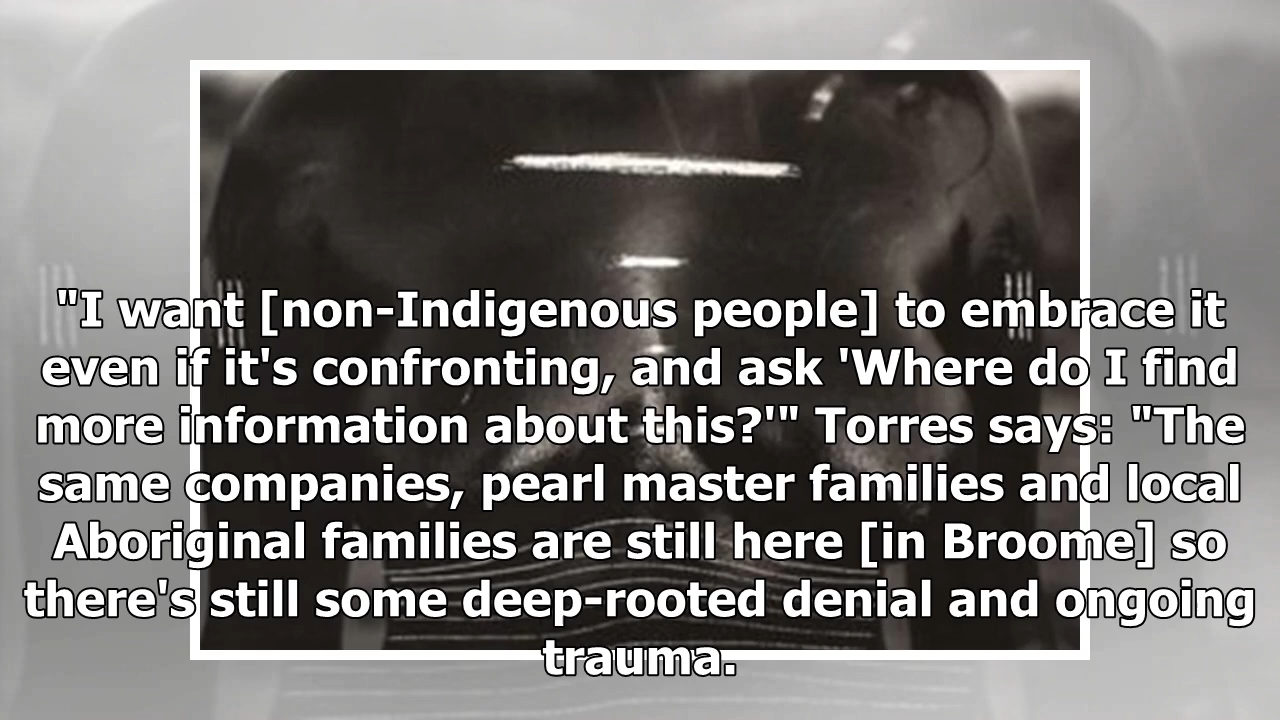 "I want [non-Indigenous people] to embrace it
even if it's confronting, and ask 'Where do I find
more information about this?'" Torres says: "The
same companies, pearl master families and local
Aboriginal families are still here [in Broome] so
there's still some deep-rooted denial and ongoing
trauma.